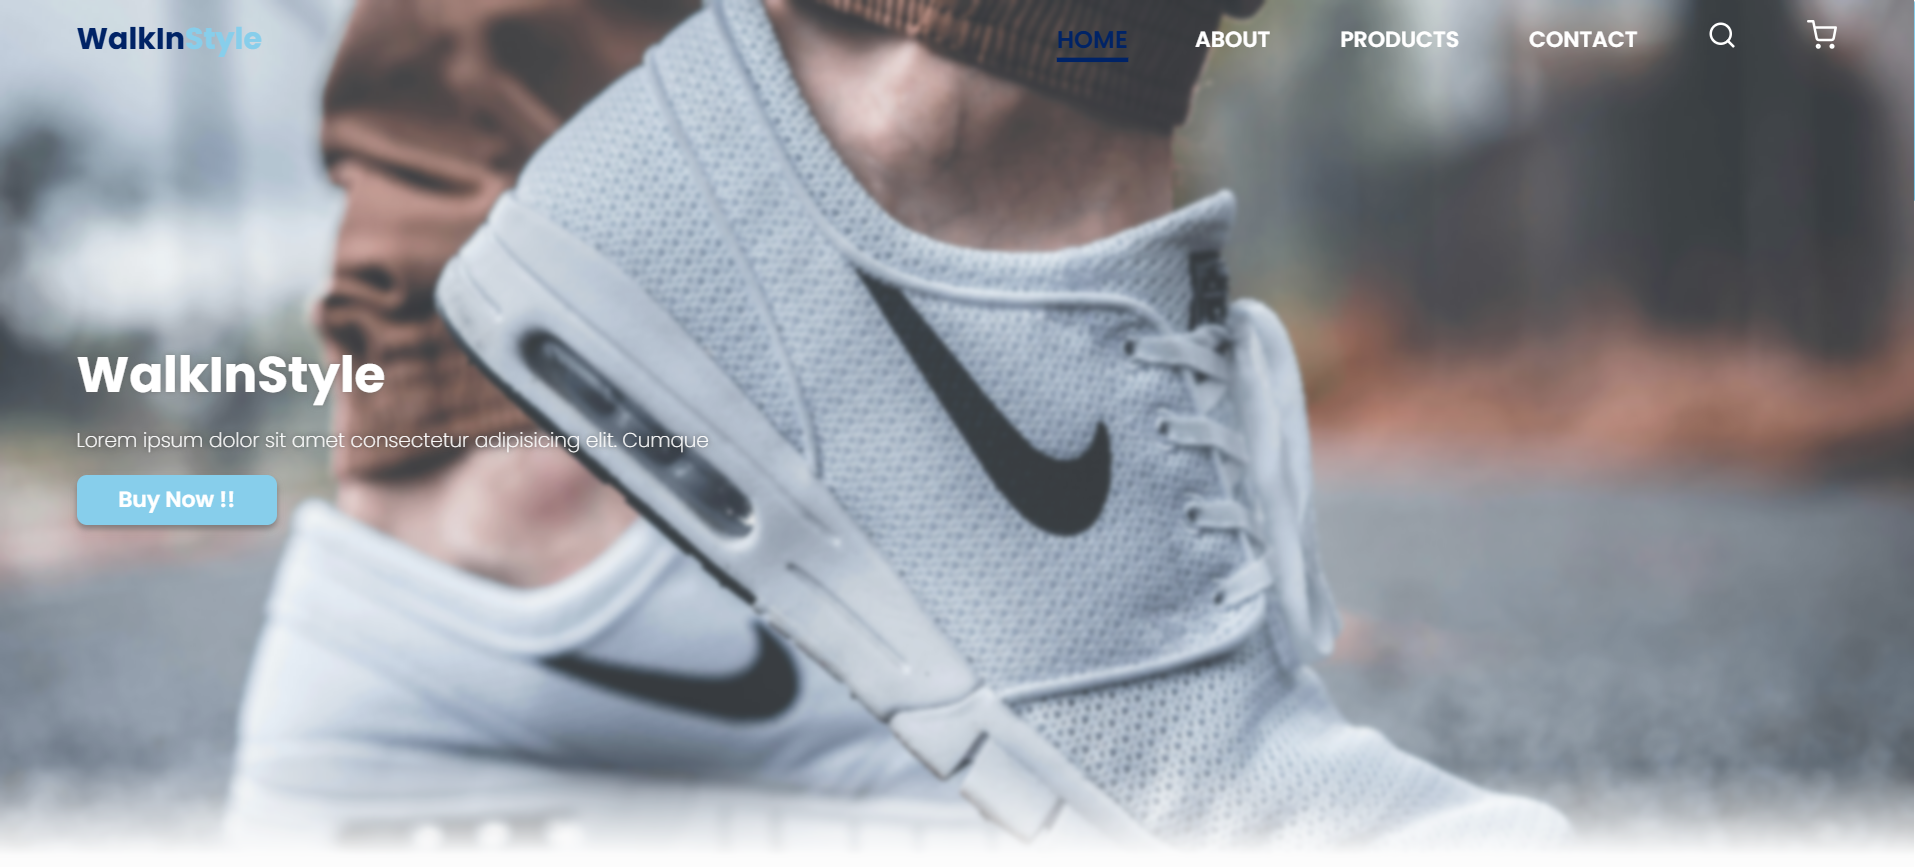 WalkInStyle
HOME ABOUT PRODUCTS CONTACT
WalkInStyle
Lorem ipsum dolor sit amet consectetur adipisicing elit. Cumque
Buy Now !!